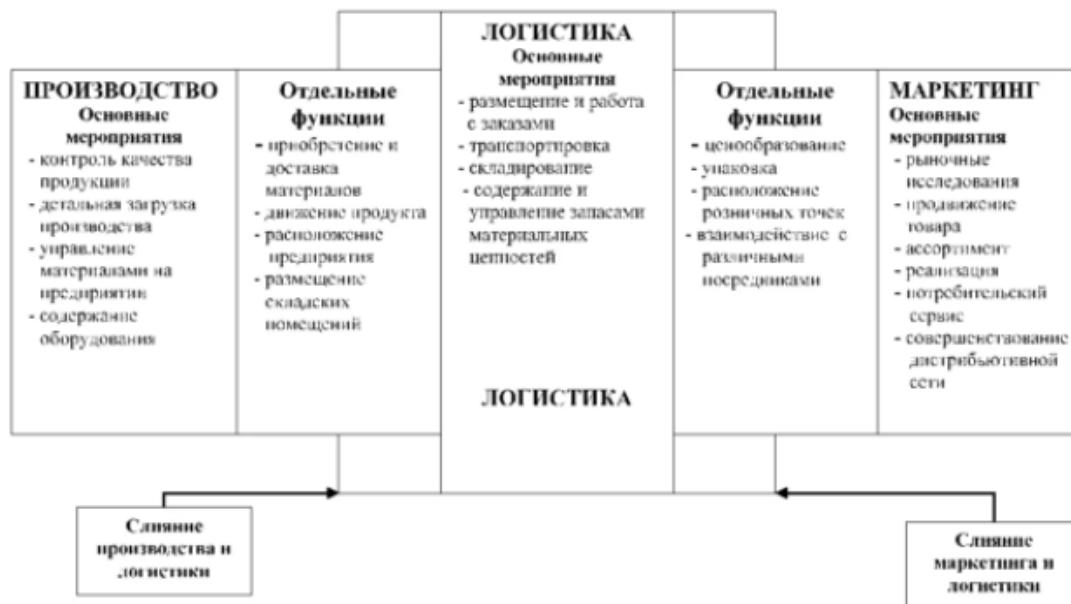 ПРОИЗВОДСТВО
Основные
мероприятия
- контроль качества
продукции
- детальная загрузка
производства
- управление
материалами на
предприятии
- содержание
оборудования
Отдельные
функции
- приобретение и
доставка
материалов
- движение продукта
- расположение
предприятия
- размещение
складских
помещений
ЛОГИСТИКА
Основные
мероприятия
- размещение и работа
с заказами
- транспортировка
- складирование
- содержание и
управление запасами
материальных
ценностей
ЛОГИСТИКА
Отдельные
функции
- ценообразование
- упаковка
- расположение
розничных точек
- взаимодействие с
различными
посредниками
МАРКЕТИНГ
Основные
мероприятия
- рыночные
исследования
- продвижение
товара
- ассортимент
- реализация
- потребительский
сервис
- совершенствование
дистрибьютивной
сети
Слияние
производства и
логистики
Слияние
маркетинга и
логистики